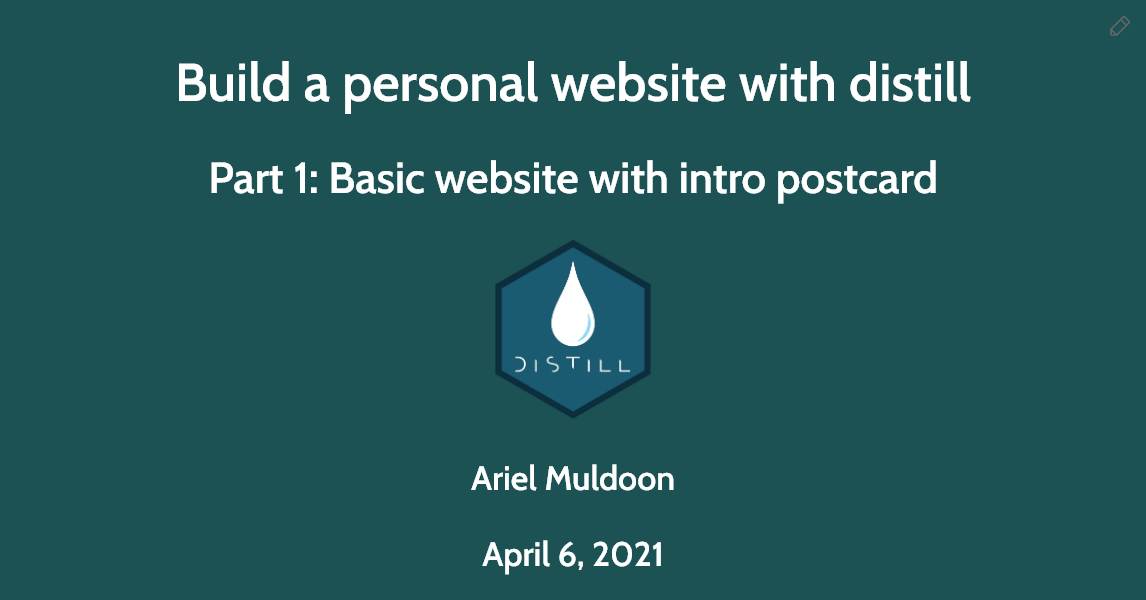 Build a personal website with distill
Part 1: Basic website with intro postcard
DISTILL
Ariel Muldoon
April 6, 2021